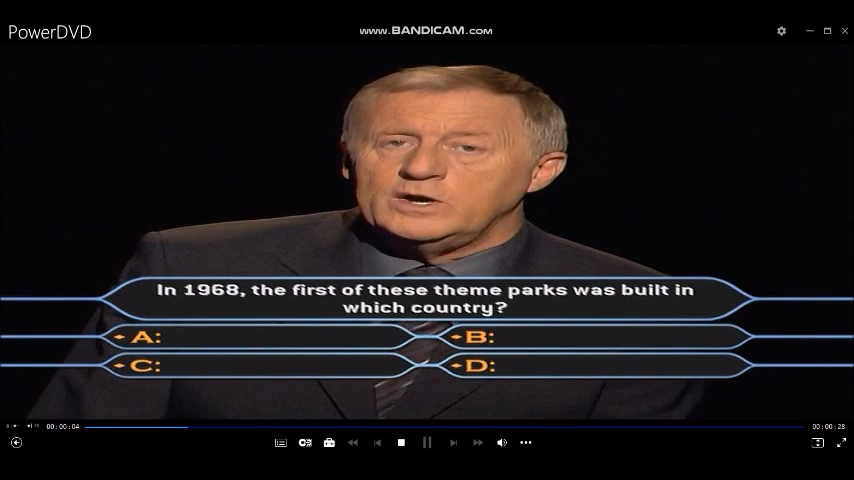 PowerDVD
www.BANDICAM.com
In 1968, the first of these theme parks was built in
which country?
A:
B:
C:
D:
00:00:04
00:00:28